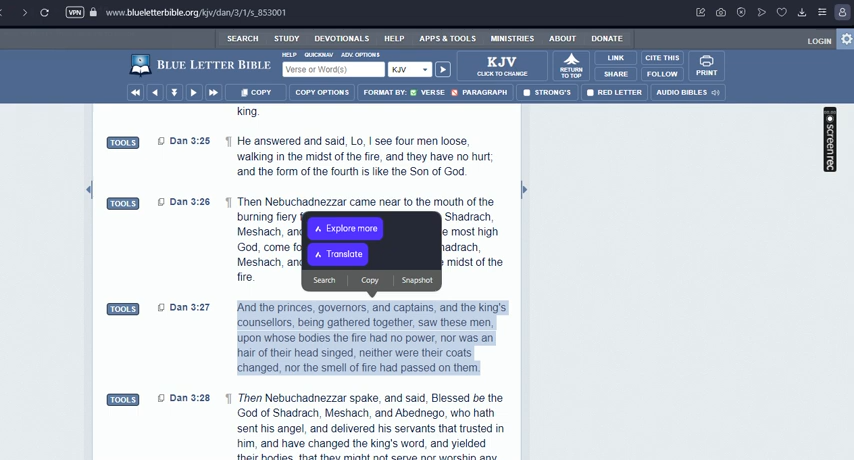 VPN www.blueletterbible.org/kjv/dan/3/1/s_853001
SEARCH STUDY DEVOTIONALS HELP APPS & TOOLS MINISTRIES ABOUT DONATE LOGIN
BLUE LETTER BIBLE
HELP QUICKNAV ADV. OPTIONS
Verse or Word(s) KJV
KJV
CLICK TO CHANGE
RETURN
TO TOP
LINK CITE THIS
SHARE FOLLOW
PRINT
COPY COPY OPTIONS FORMAT BY: VERSE PARAGRAPH STRONG'S RED LETTER AUDIO BIBLES
king.
TOOLS Dan 3:25 ¶ He answered and said, Lo, I see four men loose,
walking in the midst of the fire, and they have no hurt;
and the form of the fourth is like the Son of God.
TOOLS Dan 3:26 ¶ Then Nebuchadnezzar came near to the mouth of the
burning fiery Shadrach,
Meshach, most high
God, come
Meshach, midst of the
fire.
Explore more
Translate
Search Copy Snapshot
TOOLS Dan 3:27 And the princes, governors, and captains, and the king's
counsellors, being gathered together, saw these men,
upon whose bodies the fire had no power, nor was an
hair of their head singed, neither were their coats
changed, nor the smell of fire had passed on them.
TOOLS Dan 3:28 ¶ Then Nebuchadnezzar spake, and said, Blessed be the
God of Shadrach, Meshach, and Abednego, who hath
sent his angel, and delivered his servants that trusted in
him, and have changed the king's word, and yielded
their bodies, that they might not serve nor worship any
screenrec